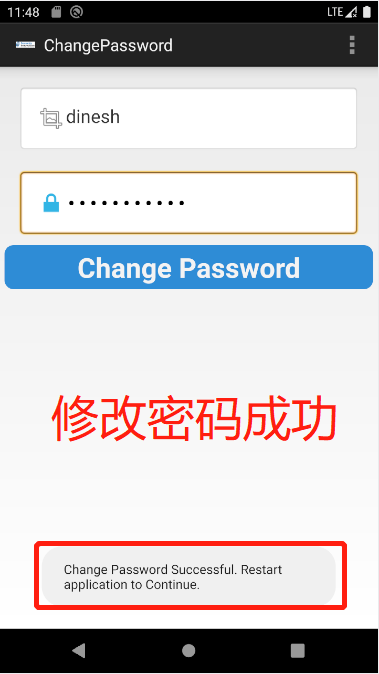 11:48
LTE
ChangePassword
dinesh
•••••••••••
Change Password
修改密码成功
Change Password Successful. Restart
application to Continue.